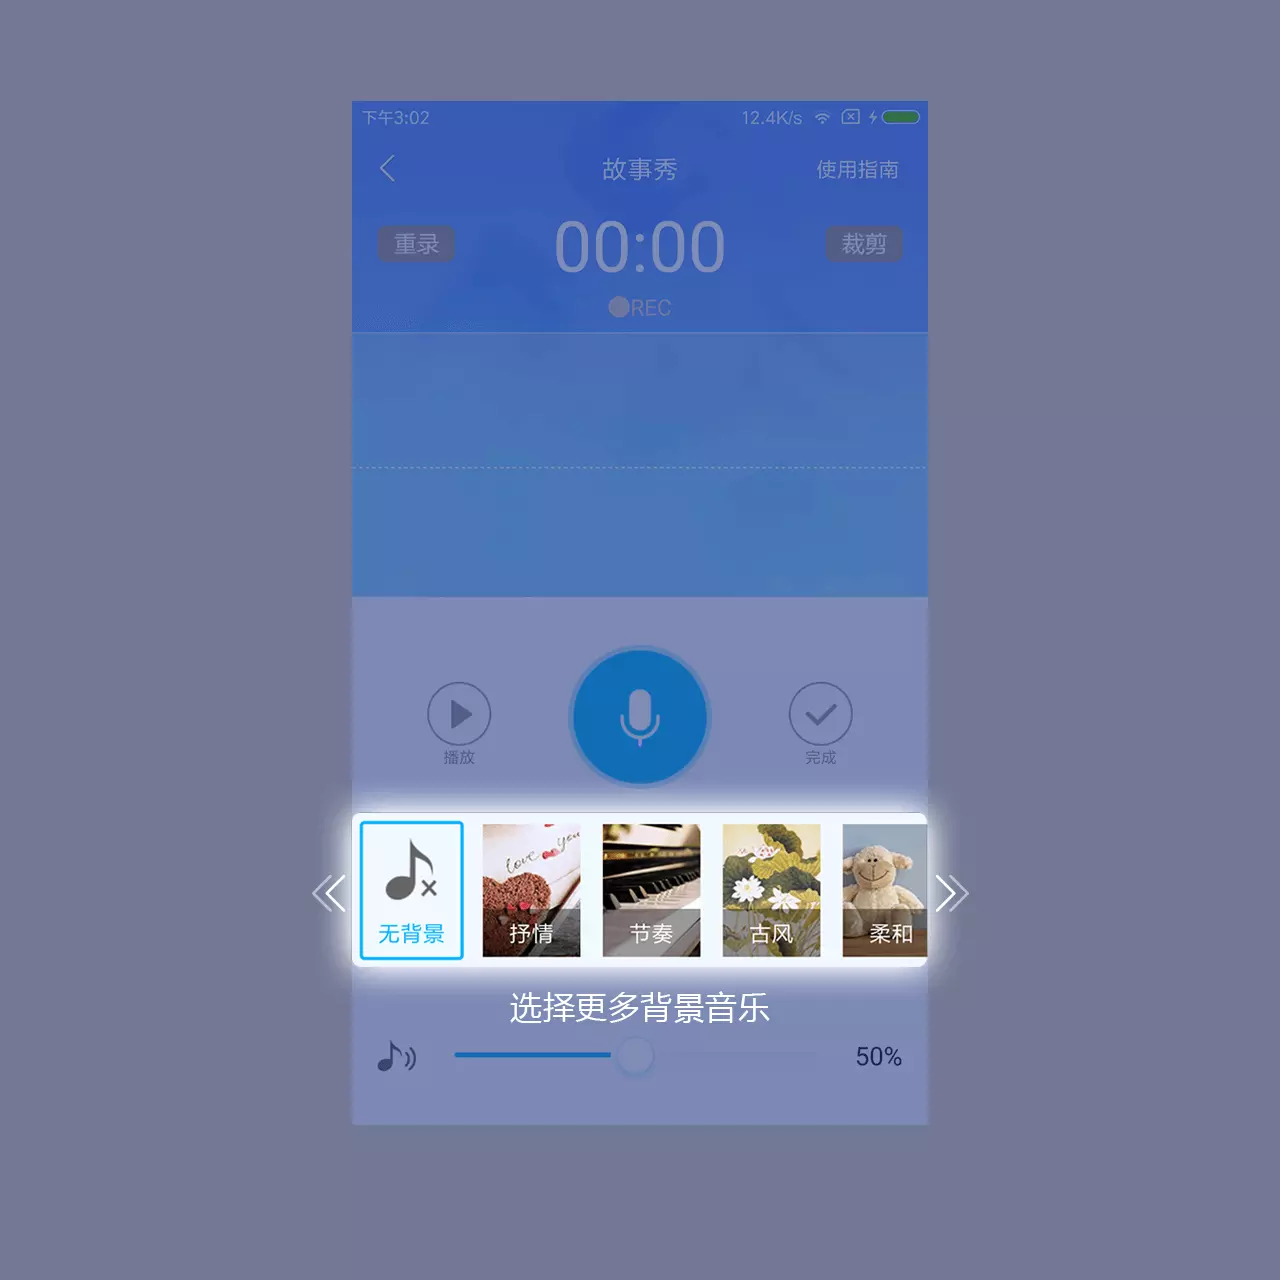 下午3:02 12.4K/s
故事秀 使用指南
重录 00:00 裁剪
REC
播放 完成
love you
无背景 抒情 节奏 古风 柔和
选择更多背景音乐
50%